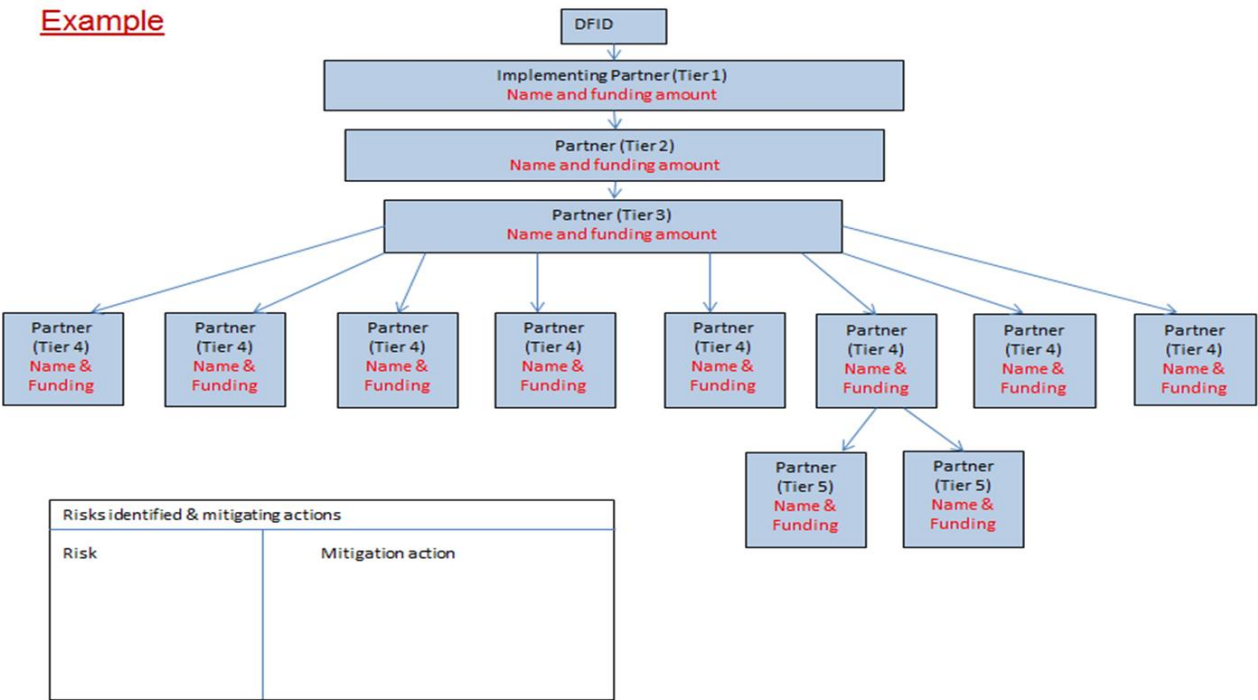 Example
DFID
Implementing Partner (Tier 1)
Name and funding amount
Partner (Tier 2)
Name and funding amount
Partner (Tier 3)
Name and funding amount
Partner
(Tier 4)
Name &
Funding
Partner
(Tier 4)
Name &
Funding
Partner
(Tier 4)
Name &
Funding
Partner
(Tier 4)
Name &
Funding
Partner
(Tier 4)
Name &
Funding
Partner
(Tier 4)
Name &
Funding
Partner
(Tier 4)
Name &
Funding
Partner
(Tier 4)
Name &
Funding
Partner
(Tier 5)
Name &
Funding
Partner
(Tier 5)
Name &
Funding
Risks identified & mitigating actions
Risk
Mitigation action